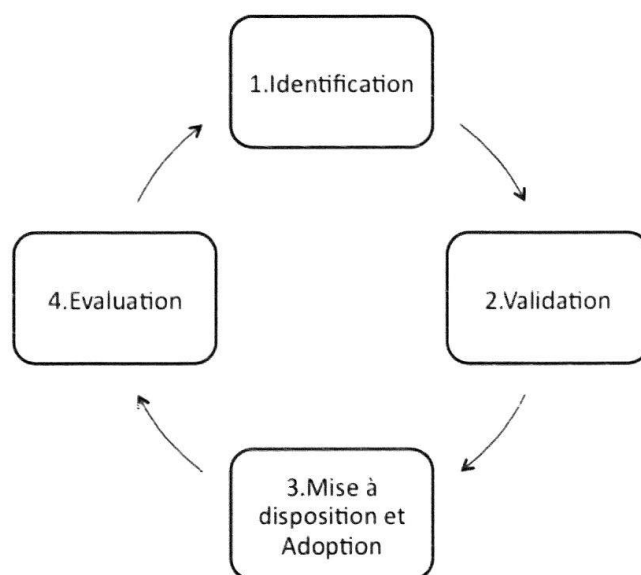 1.Identification
2.Validation
3.Mise à
disposition et
Adoption
4.Evaluation